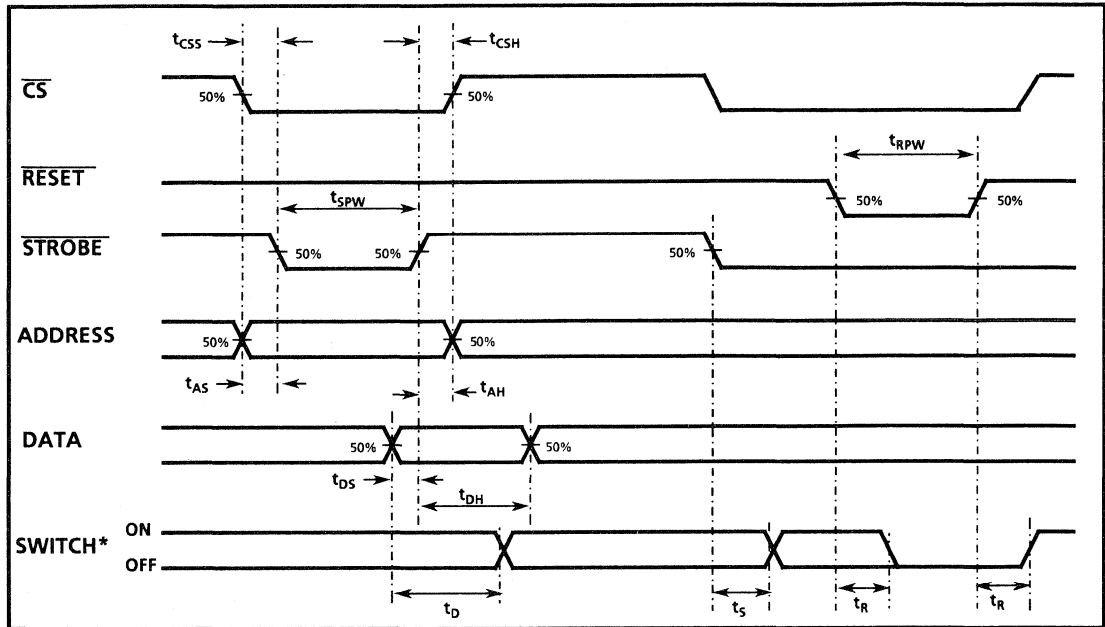 tCSS tCSH
CS
50% 50%
tRPW
RESET
50% 50%
tSPW
STROBE
50% 50% 50%
ADDRESS
50% 50%
tAS tAH
DATA
50% 50%
tDS
tDH
SWITCH* ON
OFF
tD tS tR tR